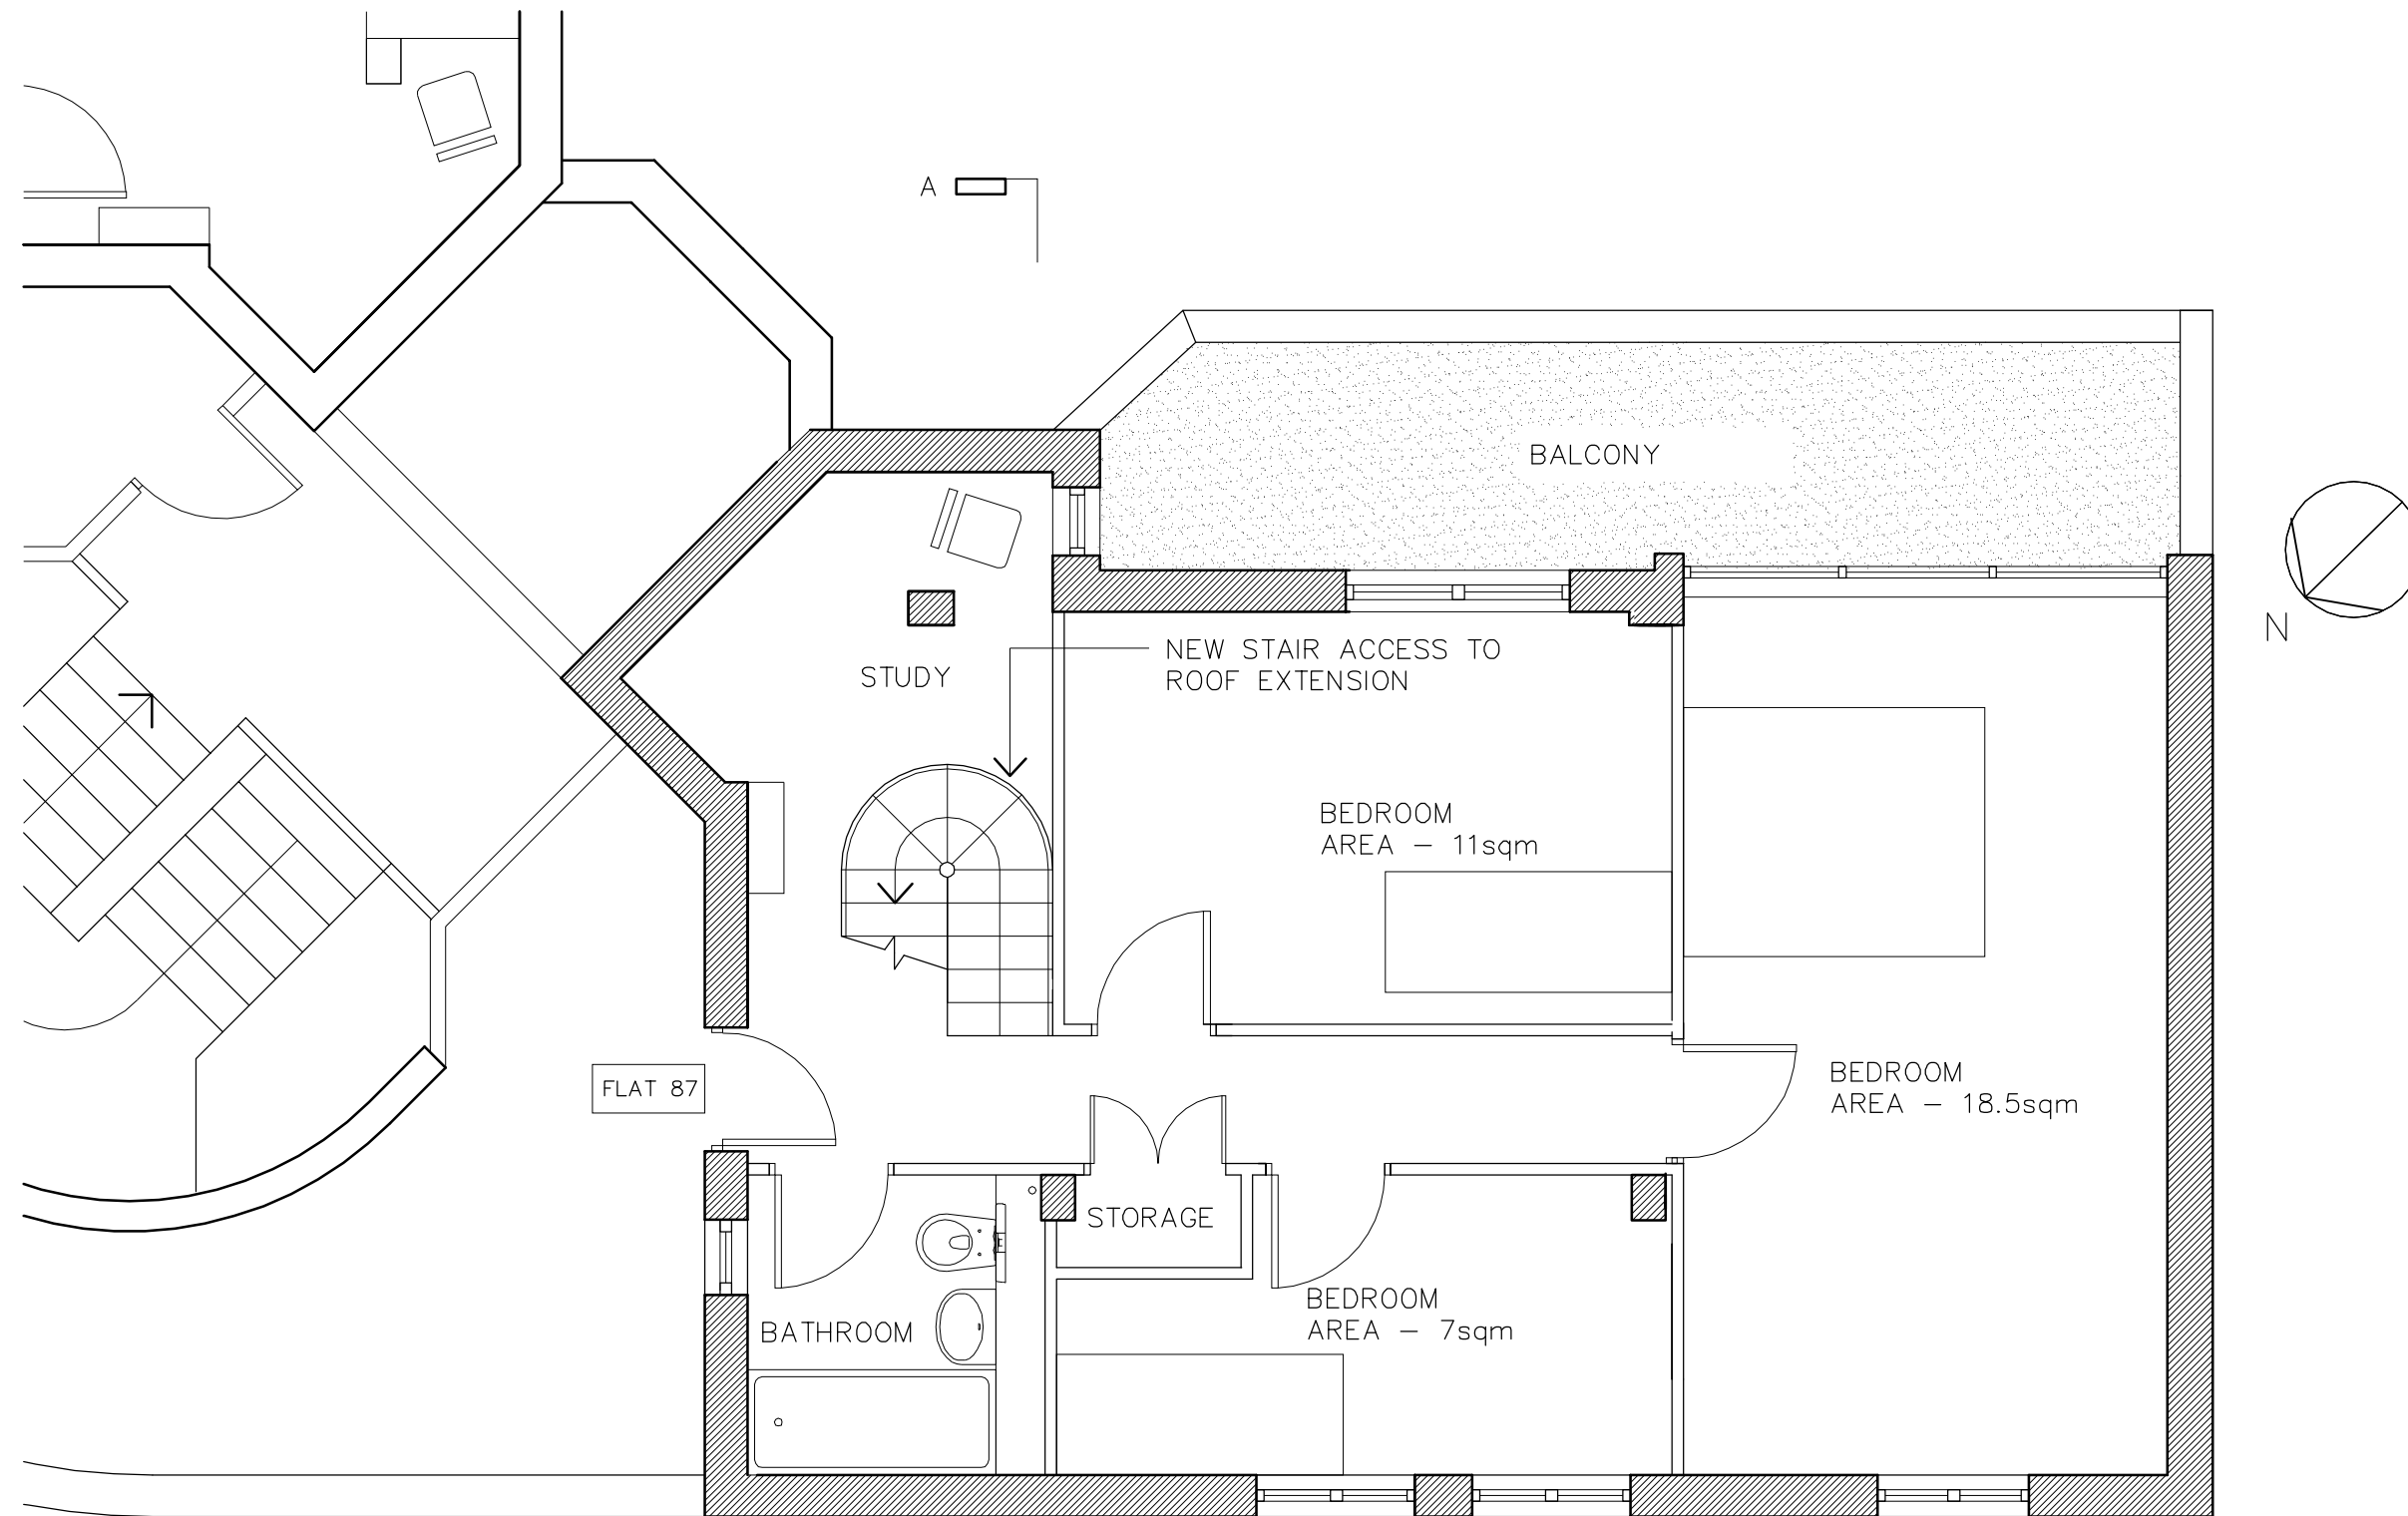 A
BALCONY
N
NEW STAIR ACCESS TO
ROOF EXTENSION
STUDY
BEDROOM
AREA - 11sqm
BEDROOM
AREA - 18.5sqm
FLAT 87
STORAGE
BEDROOM
AREA - 7sqm
BATHROOM